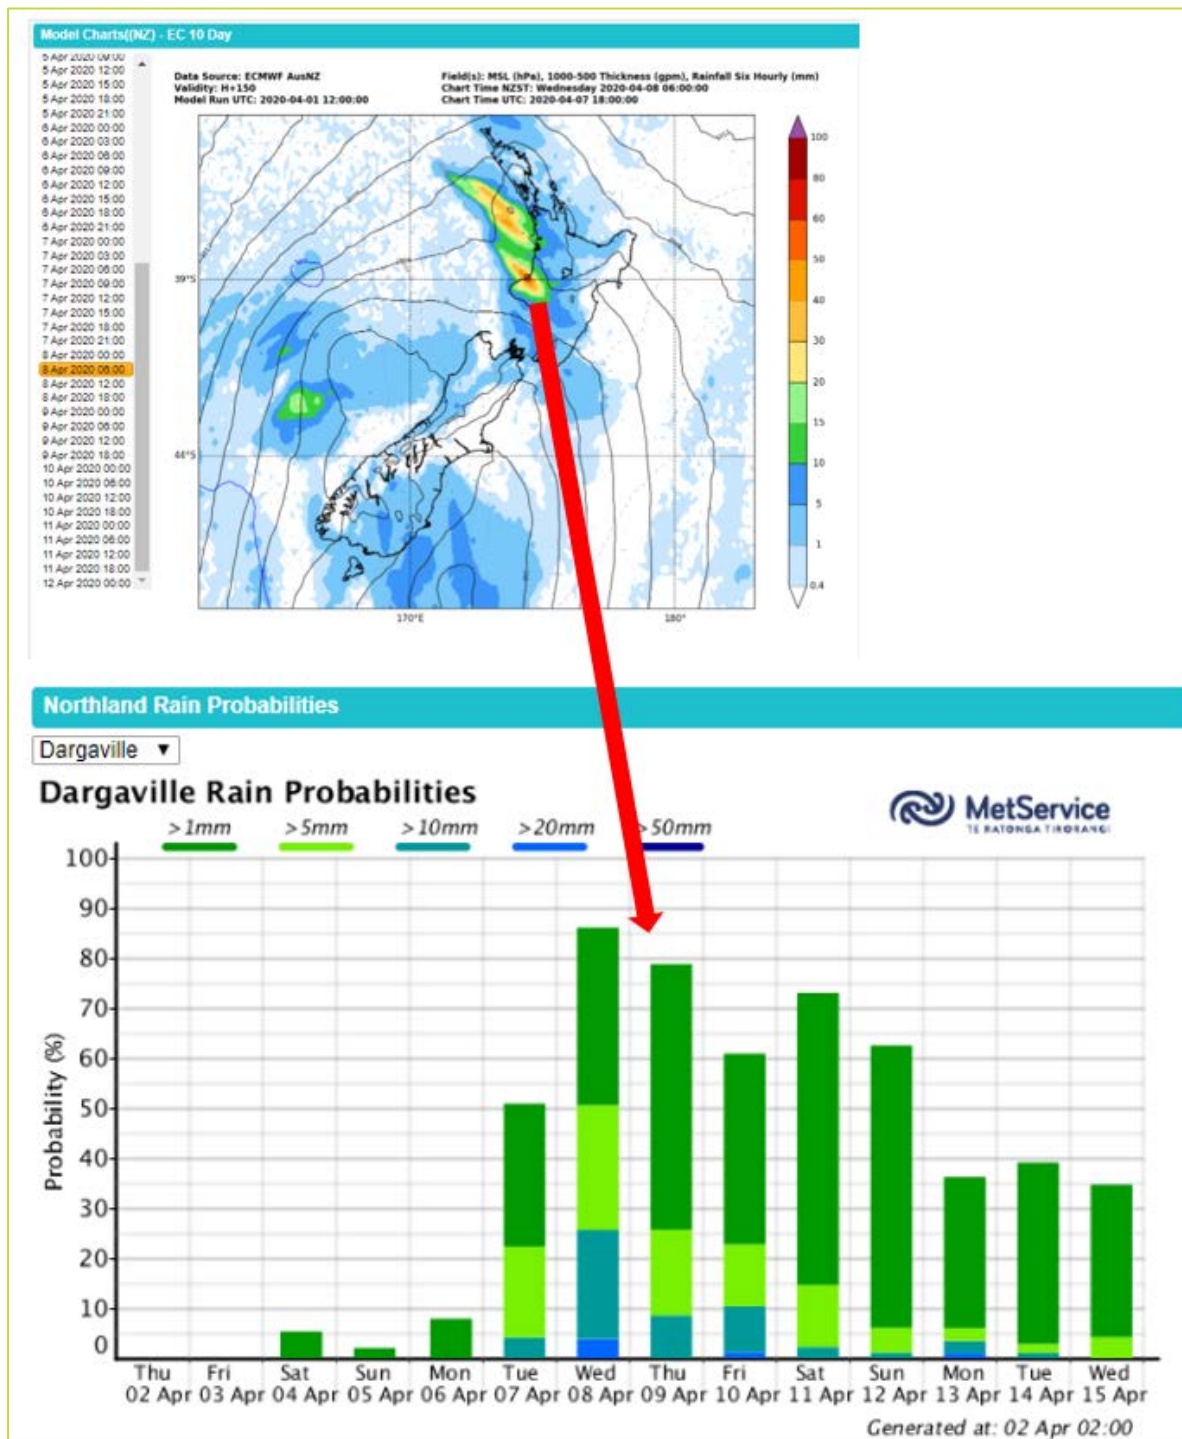 Model Charts((NZ) - EC 10 Day
5 Apr 2020 09:00
5 Apr 2020 12:00
5 Apr 2020 15:00
5 Apr 2020 18:00
5 Apr 2020 21:00
6 Apr 2020 00:00
6 Apr 2020 03:00
6 Apr 2020 06:00
6 Apr 2020 09:00
6 Apr 2020 12:00
6 Apr 2020 15:00
6 Apr 2020 18:00
6 Apr 2020 21:00
7 Apr 2020 00:00
7 Apr 2020 03:00
7 Apr 2020 06:00
7 Apr 2020 09:00
7 Apr 2020 12:00
7 Apr 2020 15:00
7 Apr 2020 18:00
7 Apr 2020 21:00
8 Apr 2020 00:00
8 Apr 2020 06:00
8 Apr 2020 12:00
8 Apr 2020 18:00
9 Apr 2020 00:00
9 Apr 2020 06:00
9 Apr 2020 12:00
9 Apr 2020 18:00
10 Apr 2020 00:00
10 Apr 2020 06:00
10 Apr 2020 12:00
10 Apr 2020 18:00
11 Apr 2020 00:00
11 Apr 2020 06:00
11 Apr 2020 12:00
11 Apr 2020 18:00
12 Apr 2020 00:00
Data Source: ECMWF AusNZ
Validity: H+150
Model Run UTC: 2020-04-01 12:00:00
Field(s): MSL (hPa), 1000-500 Thickness (gpm), Rainfall Six Hourly (mm)
Chart Time NZST: Wednesday 2020-04-08 06:00:00
Chart Time UTC: 2020-04-07 18:00:00
39°S
44°S
170°E
180°
100
80
60
50
40
30
20
15
10
5
1
0.4
Northland Rain Probabilities
Dargaville ▼
Dargaville Rain Probabilities
MetService
TE RATONGA TIRORANGI
>1mm >5mm >10mm >20mm >50mm
Probability (%)
100
90
80
70
60
50
40
30
20
10
0
Thu Fri Sat Sun Mon Tue Wed Thu Fri Sat Sun Mon Tue Wed
02 Apr 03 Apr 04 Apr 05 Apr 06 Apr 07 Apr 08 Apr 09 Apr 10 Apr 11 Apr 12 Apr 13 Apr 14 Apr 15 Apr
Generated at: 02 Apr 02:00